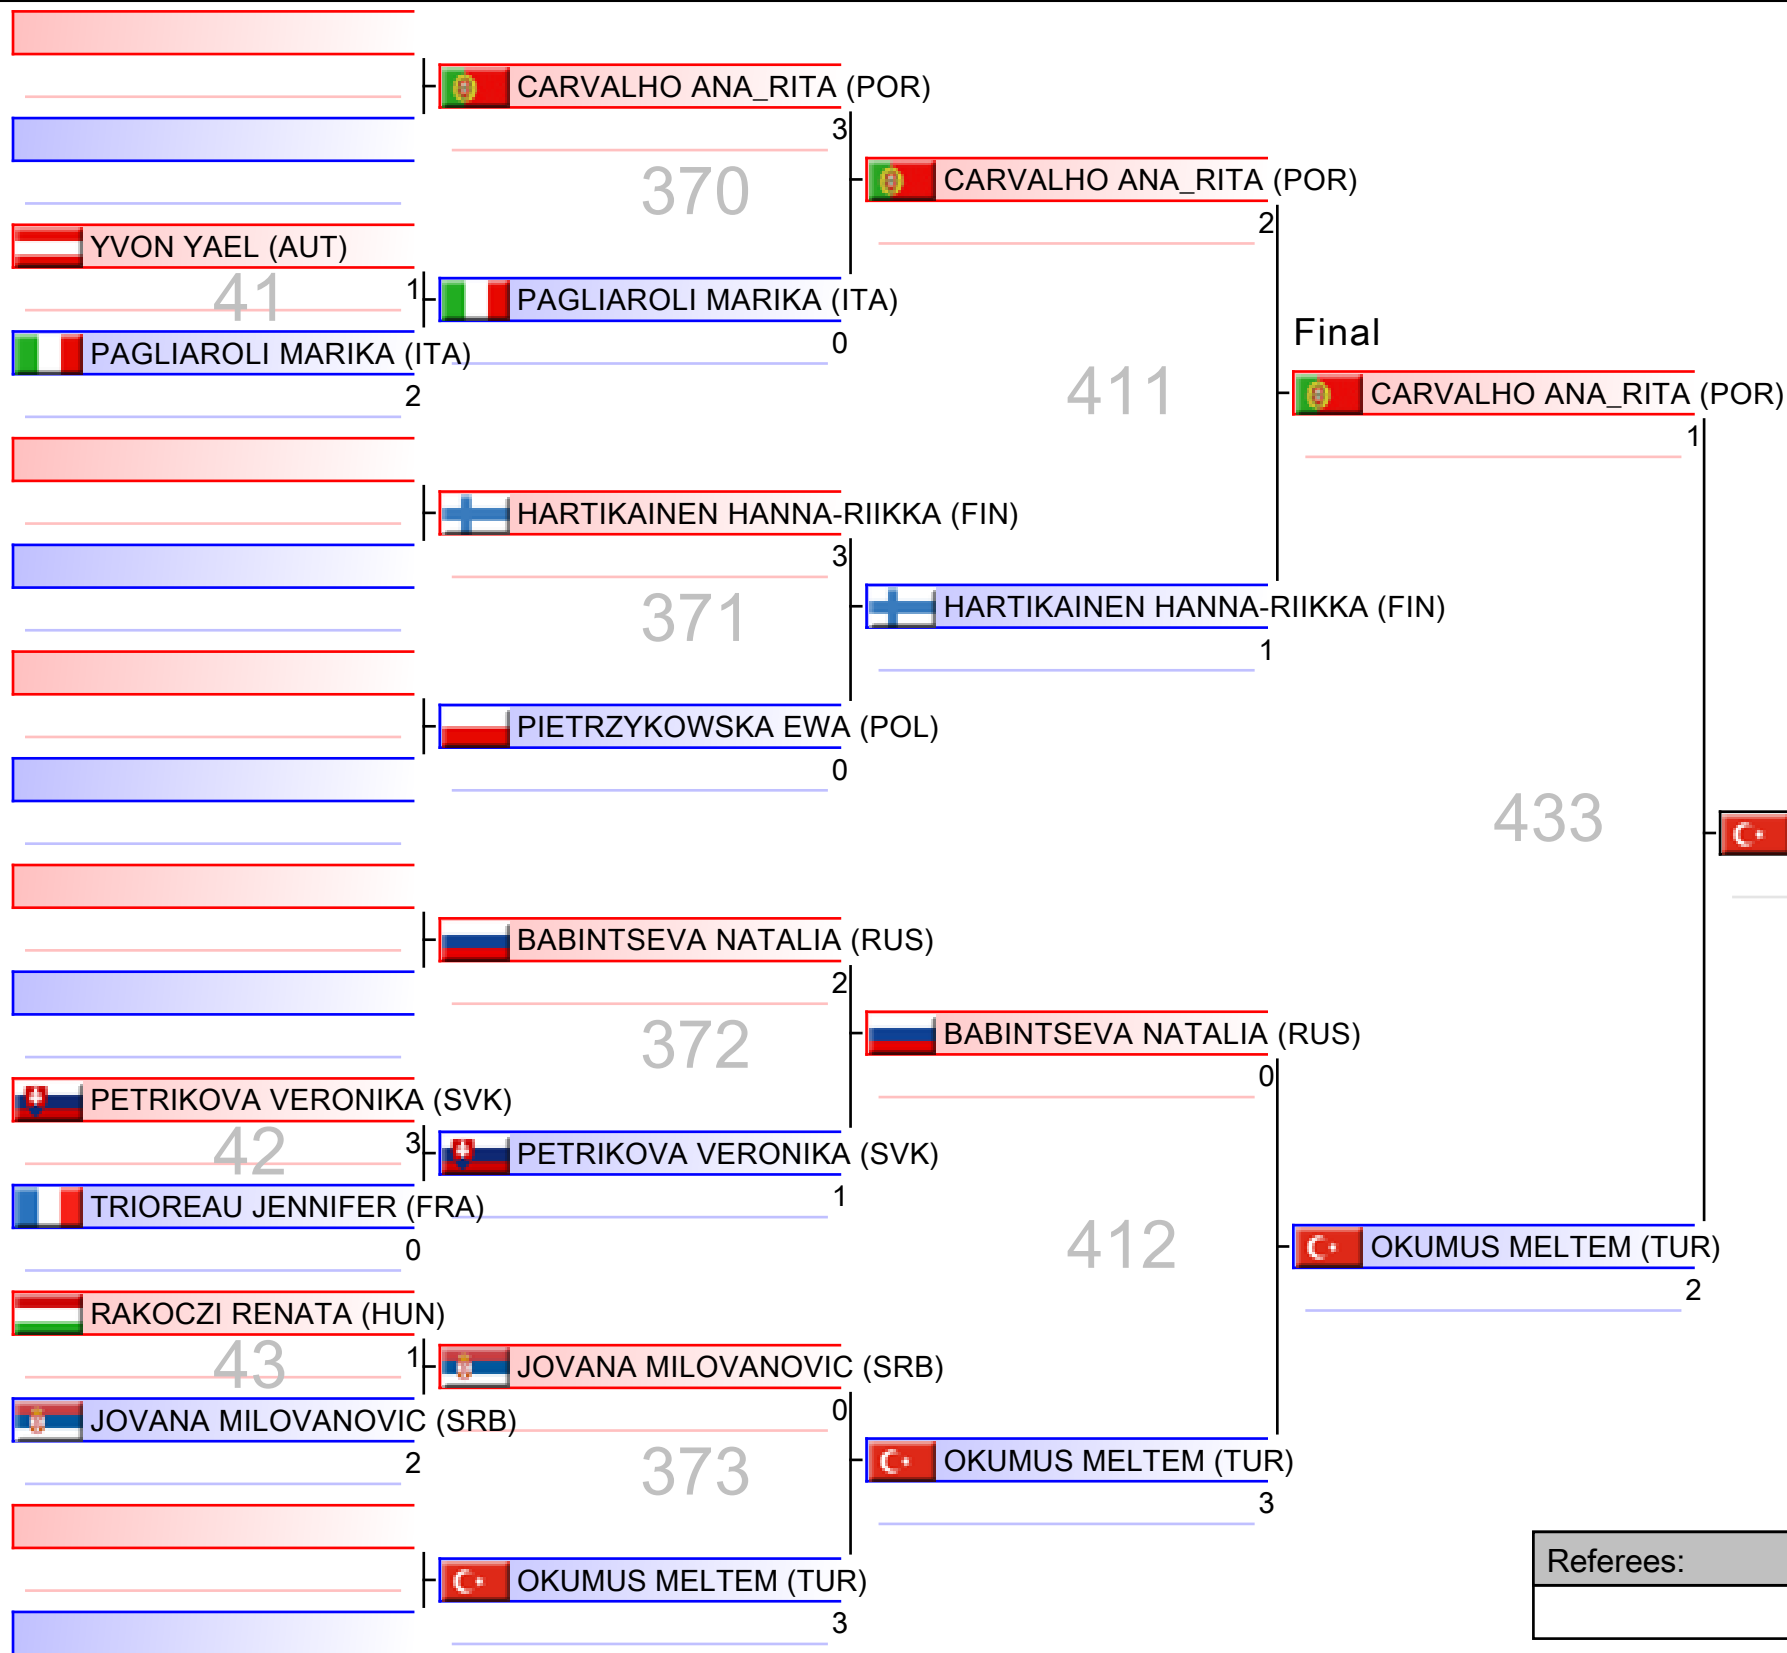 CARVALHO ANA_RITA (POR)
3
370
CARVALHO ANA_RITA (POR)
2
YVON YAEL (AUT)
1
41
PAGLIAROLI MARIKA (ITA)
0
PAGLIAROLI MARIKA (ITA)
2
Final
411
CARVALHO ANA_RITA (POR)
1
HARTIKAINEN HANNA-RIIKKA (FIN)
3
371
HARTIKAINEN HANNA-RIIKKA (FIN)
1
PIETRZYKOWSKA EWA (POL)
0
433
BABINTSEVA NATALIA (RUS)
2
372
BABINTSEVA NATALIA (RUS)
0
PETRIKOVA VERONIKA (SVK)
3
42
PETRIKOVA VERONIKA (SVK)
1
TRIOREAU JENNIFER (FRA)
0
412
OKUMUS MELTEM (TUR)
2
RAKOCZI RENATA (HUN)
1
43
JOVANA MILOVANOVIC (SRB)
0
JOVANA MILOVANOVIC (SRB)
2
373
OKUMUS MELTEM (TUR)
3
OKUMUS MELTEM (TUR)
3
Referees: